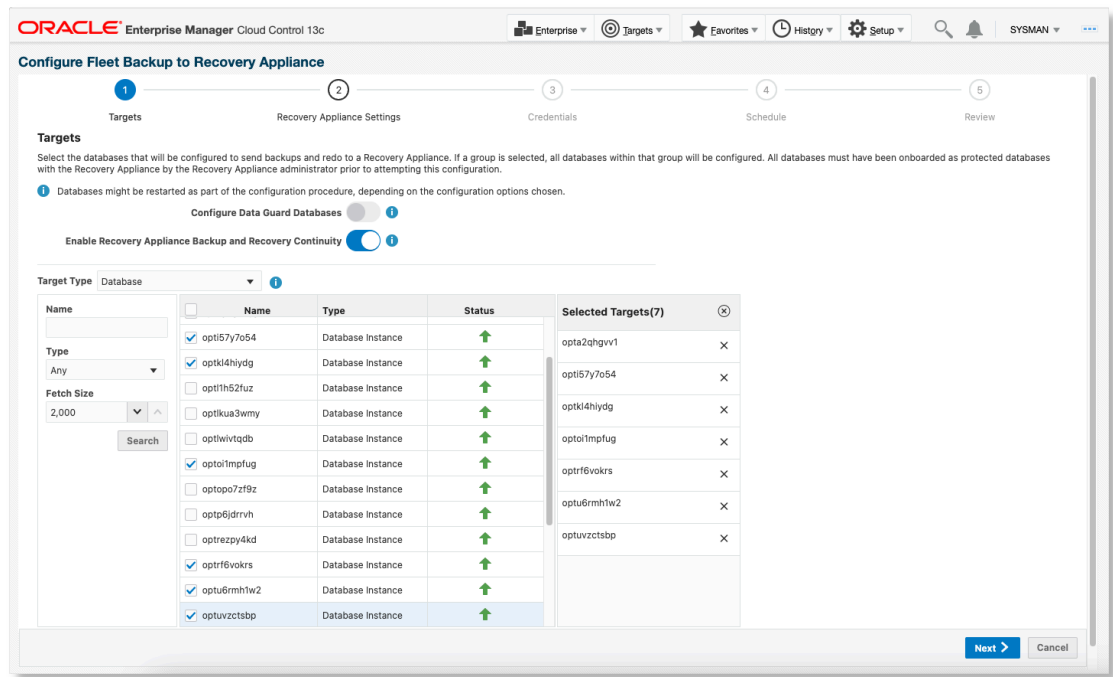 ORACLE Enterprise Manager Cloud Control 13c
Enterprise
Targets
Favorites
History
Setup
SYSMAN
Configure Fleet Backup to Recovery Appliance
1
2
3
4
5
Targets
Recovery Appliance Settings
Credentials
Schedule
Review
Targets
Select the databases that will be configured to send backups and redo to a Recovery Appliance. If a group is selected, all databases within that group will be configured. All databases must have been onboarded as protected databases
with the Recovery Appliance by the Recovery Appliance administrator prior to attempting this configuration.
Databases might be restarted as part of the configuration procedure, depending on the configuration options chosen.
Configure Data Guard Databases
Enable Recovery Appliance Backup and Recovery Continuity
Target Type Database
Name
Type
Any
Fetch Size
2,000
Search
Name Type Status
opti57y7o54 Database Instance
optkl4hiydg Database Instance
optl1h52fuz Database Instance
optlkua3wmy Database Instance
optlwivtqdb Database Instance
optoi1mpfug Database Instance
optopo7zf9z Database Instance
optp6jdrrvh Database Instance
optrezpy4kd Database Instance
optrf6vokrs Database Instance
optu6rmh1w2 Database Instance
optuvzctsbp Database Instance
Selected Targets(7)
opta2qhgvv1
opti57y7o54
optkl4hiydg
optoi1mpfug
optrf6vokrs
optu6rmh1w2
optuvzctsbp
Next
Cancel